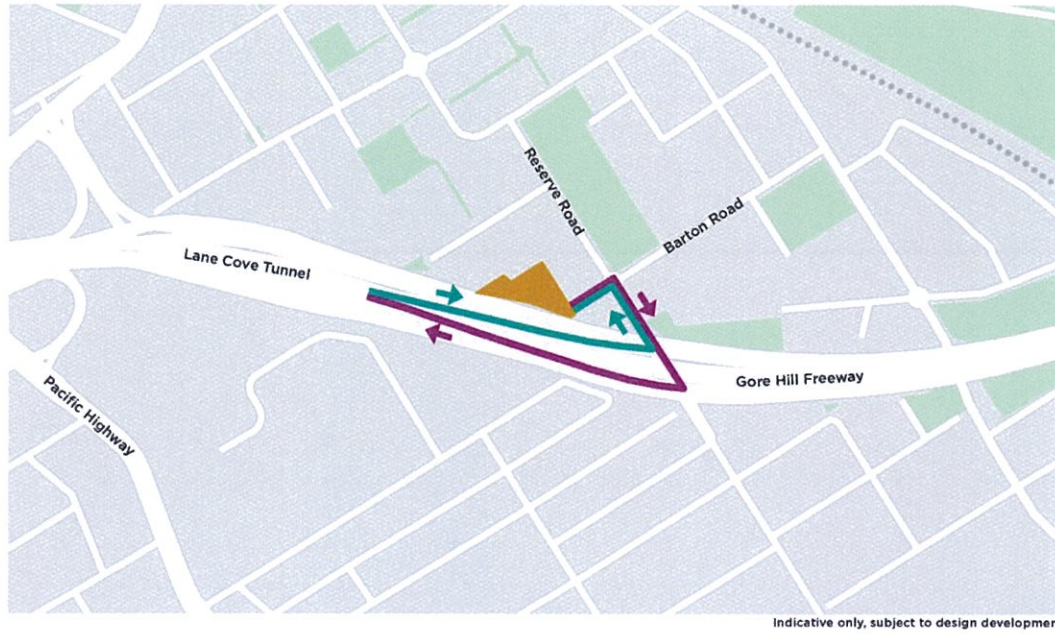 Reserve Road
Barton Road
Lane Cove Tunnel
Gore Hill Freeway
Pacific Highway
Indicative only, subject to design developmen